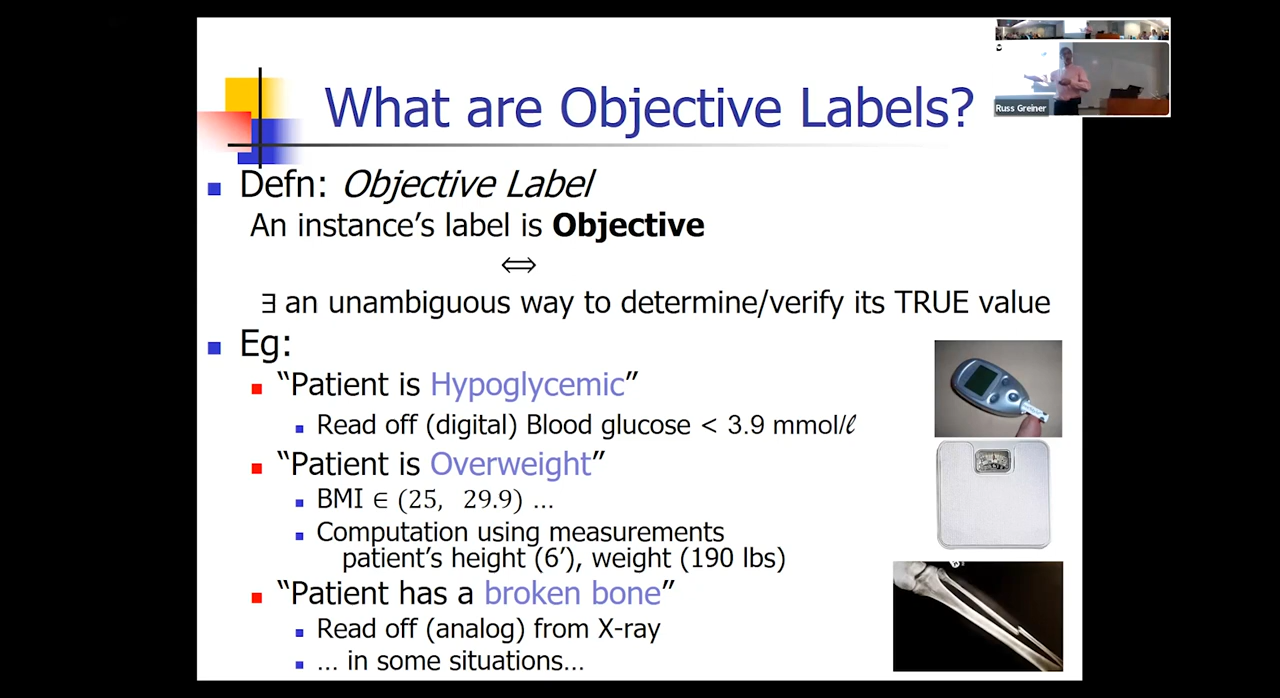 What are Objective Labels?
Russ Greiner
Defn: Objective Label
An instance's label is Objective
⇔
∃ an unambiguous way to determine/verify its TRUE value
Eg:
"Patient is Hypoglycemic"
Read off (digital) Blood glucose < 3.9 mmol/ℓ
"Patient is Overweight"
BMI ∈ (25, 29.9) …
Computation using measurements
patient's height (6'), weight (190 lbs)
"Patient has a broken bone"
Read off (analog) from X-ray
… in some situations…